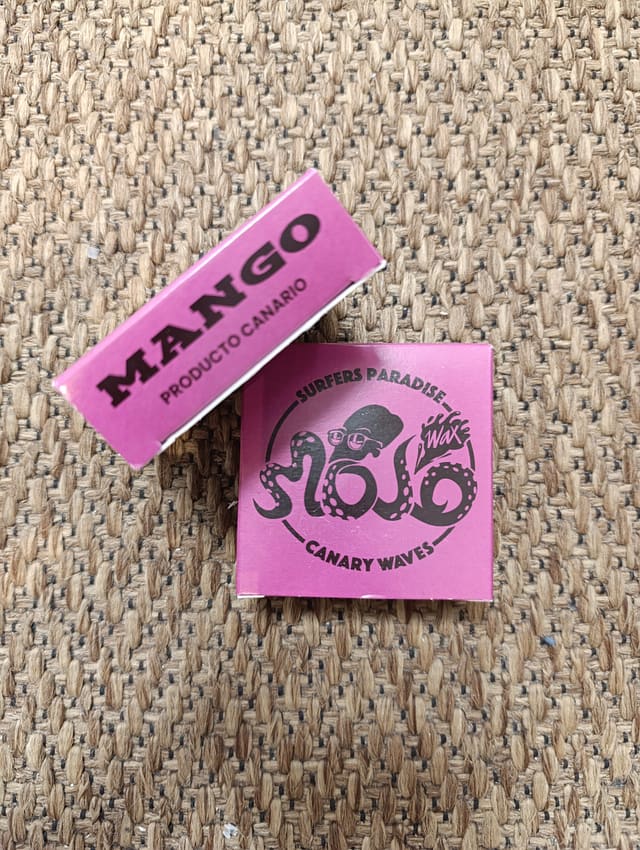 MANGO
PRODUCTO CANARIO
SURFERS PARADISE
MOJO
Wax
CANARY WAVES